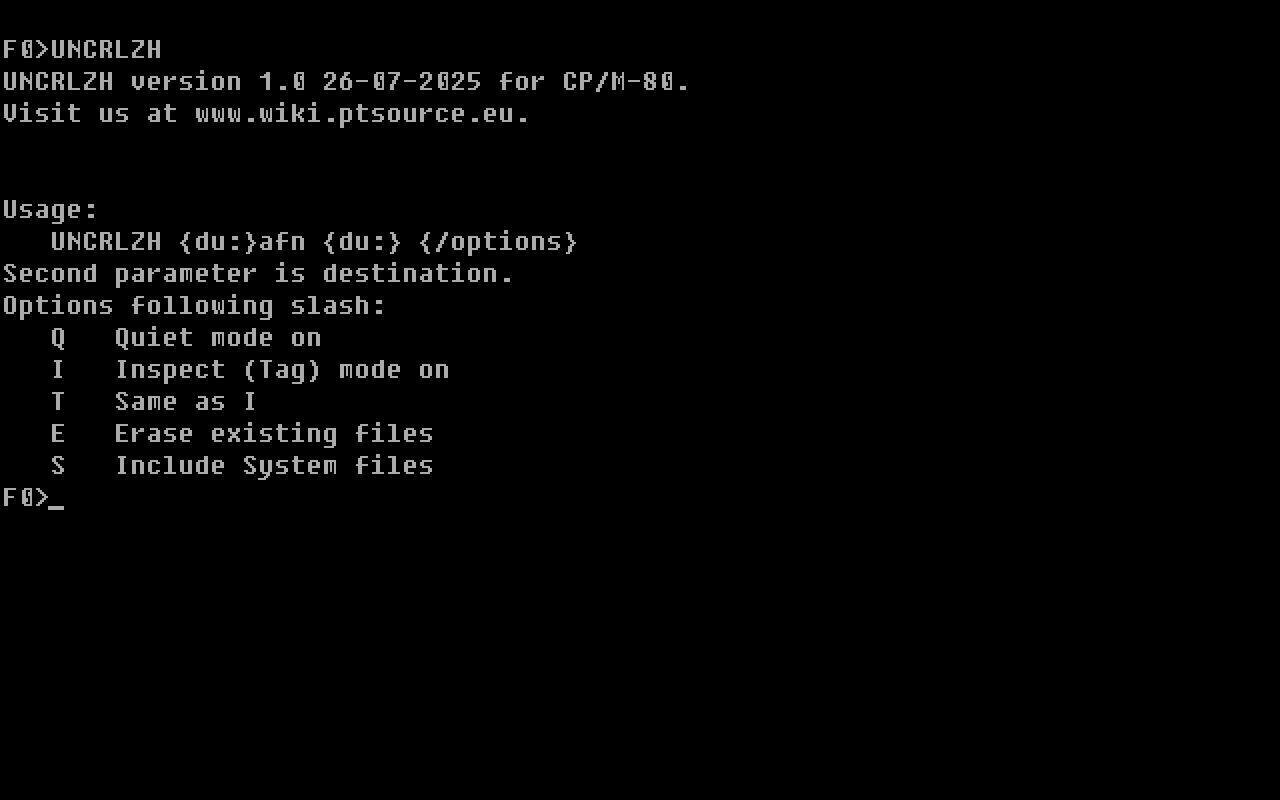 F0>UNCRLZH
UNCRLZH version 1.0 26-07-2025 for CP/M-80.
Visit us at www.wiki.ptsource.eu.
Usage:
   UNCRLZH {du:}afn {du:} {/options}
Second parameter is destination.
Options following slash:
   Q   Quiet mode on
   I   Inspect (Tag) mode on
   T   Same as I
   E   Erase existing files
   S   Include System files
F0>_